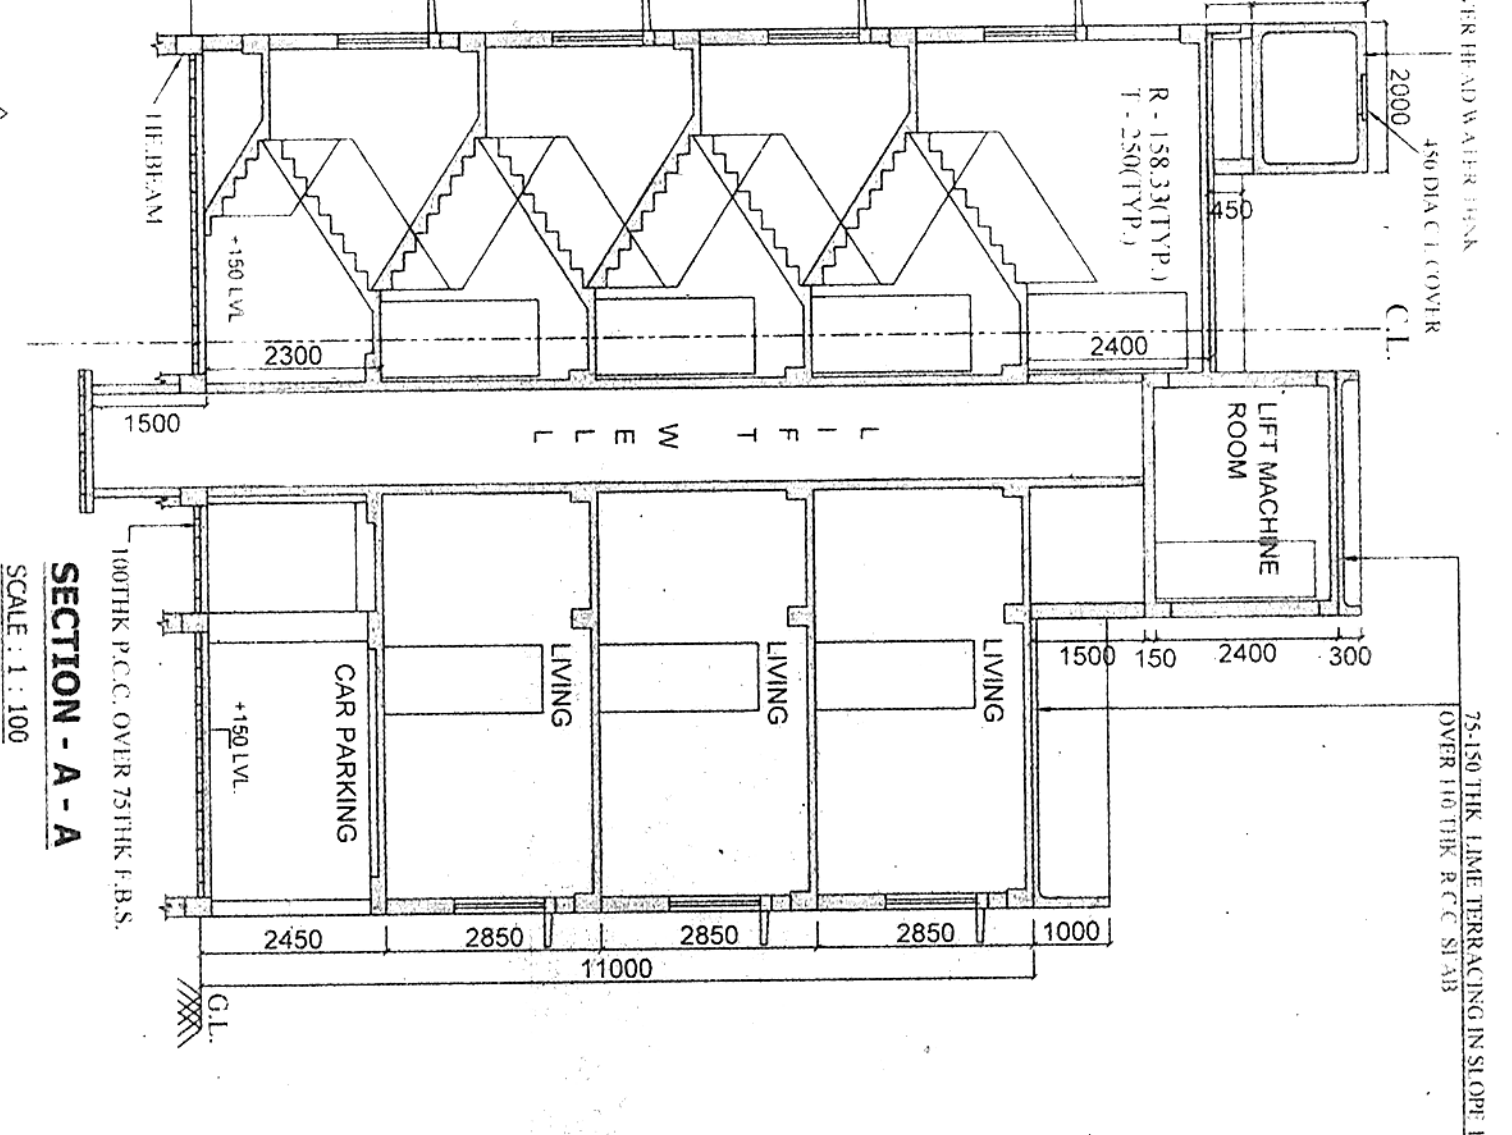 2000
450 DIA C.I. COVER
C.L.
R - 158.33(TYP.)
T - 250(TYP.)
450
+150 LVL
2300
2400
1500
LIFT WELL
LIFT MACHINE
ROOM
1500 150 2400 300
LIVING
LIVING
LIVING
CAR PARKING
+150 LVL.
2450 2850 2850 2850 1000
11000
G.L.
75-150 THK LIME TERRACING IN SLOPE
OVER 110 THK R.C.C SLAB
100THK P.C.C. OVER 75THK F.B.S.
SECTION - A - A
SCALE : 1 : 100